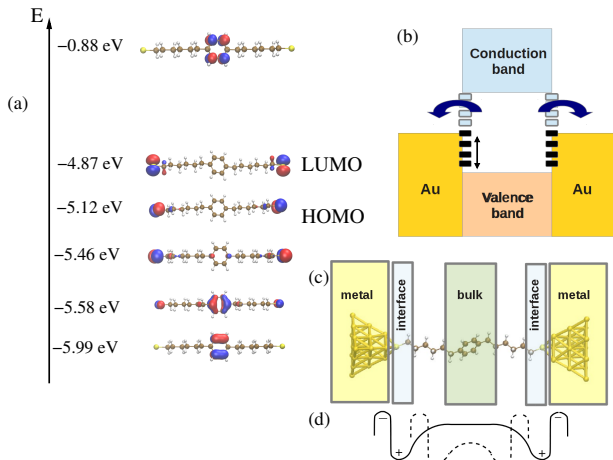 E
−0.88 eV
(a)
−4.87 eV
LUMO
−5.12 eV
HOMO
−5.46 eV
−5.58 eV
−5.99 eV
(b)
Conduction
band
Au
Valence
band
Au
(c)
metal
interface
bulk
interface
metal
(d)
−
+
+
−